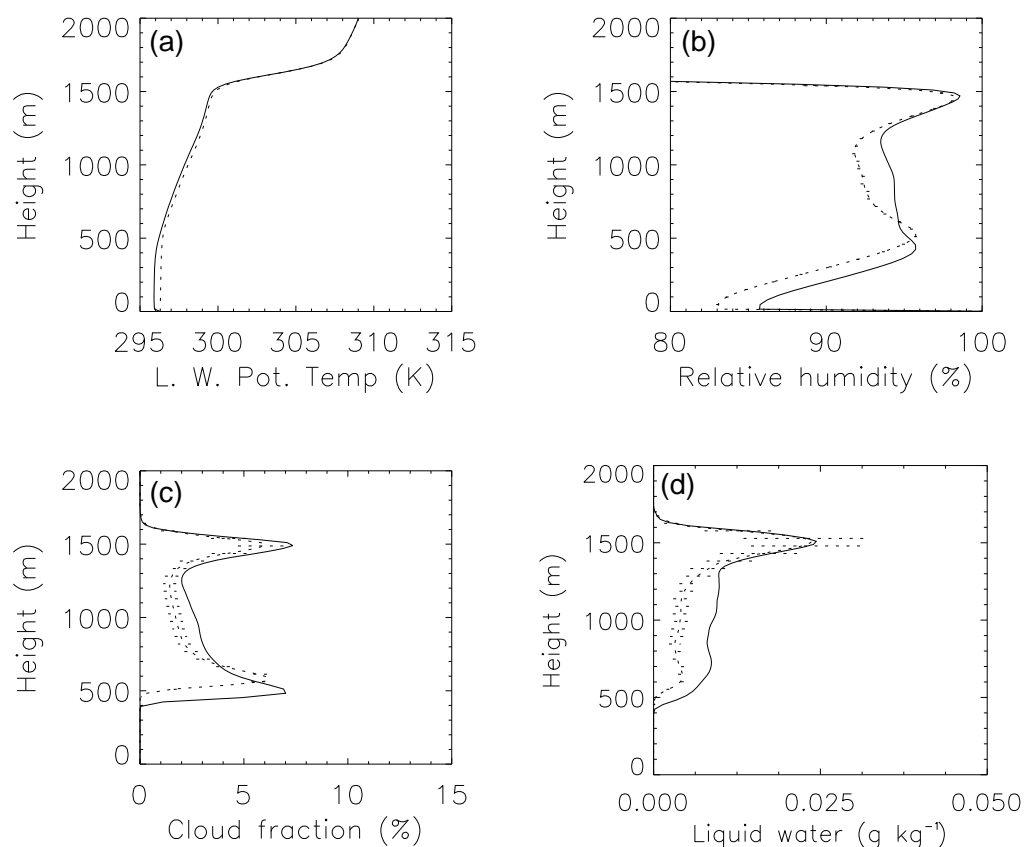 (a)
Height (m)
2000
1500
1000
500
0
295 300 305 310 315
L. W. Pot. Temp (K)
(b)
Height (m)
2000
1500
1000
500
0
80 90 100
Relative humidity (%)
(c)
Height (m)
2000
1500
1000
500
0
0 5 10 15
Cloud fraction (%)
(d)
Height (m)
2000
1500
1000
500
0
0.000 0.025 0.050
Liquid water (g kg⁻¹)